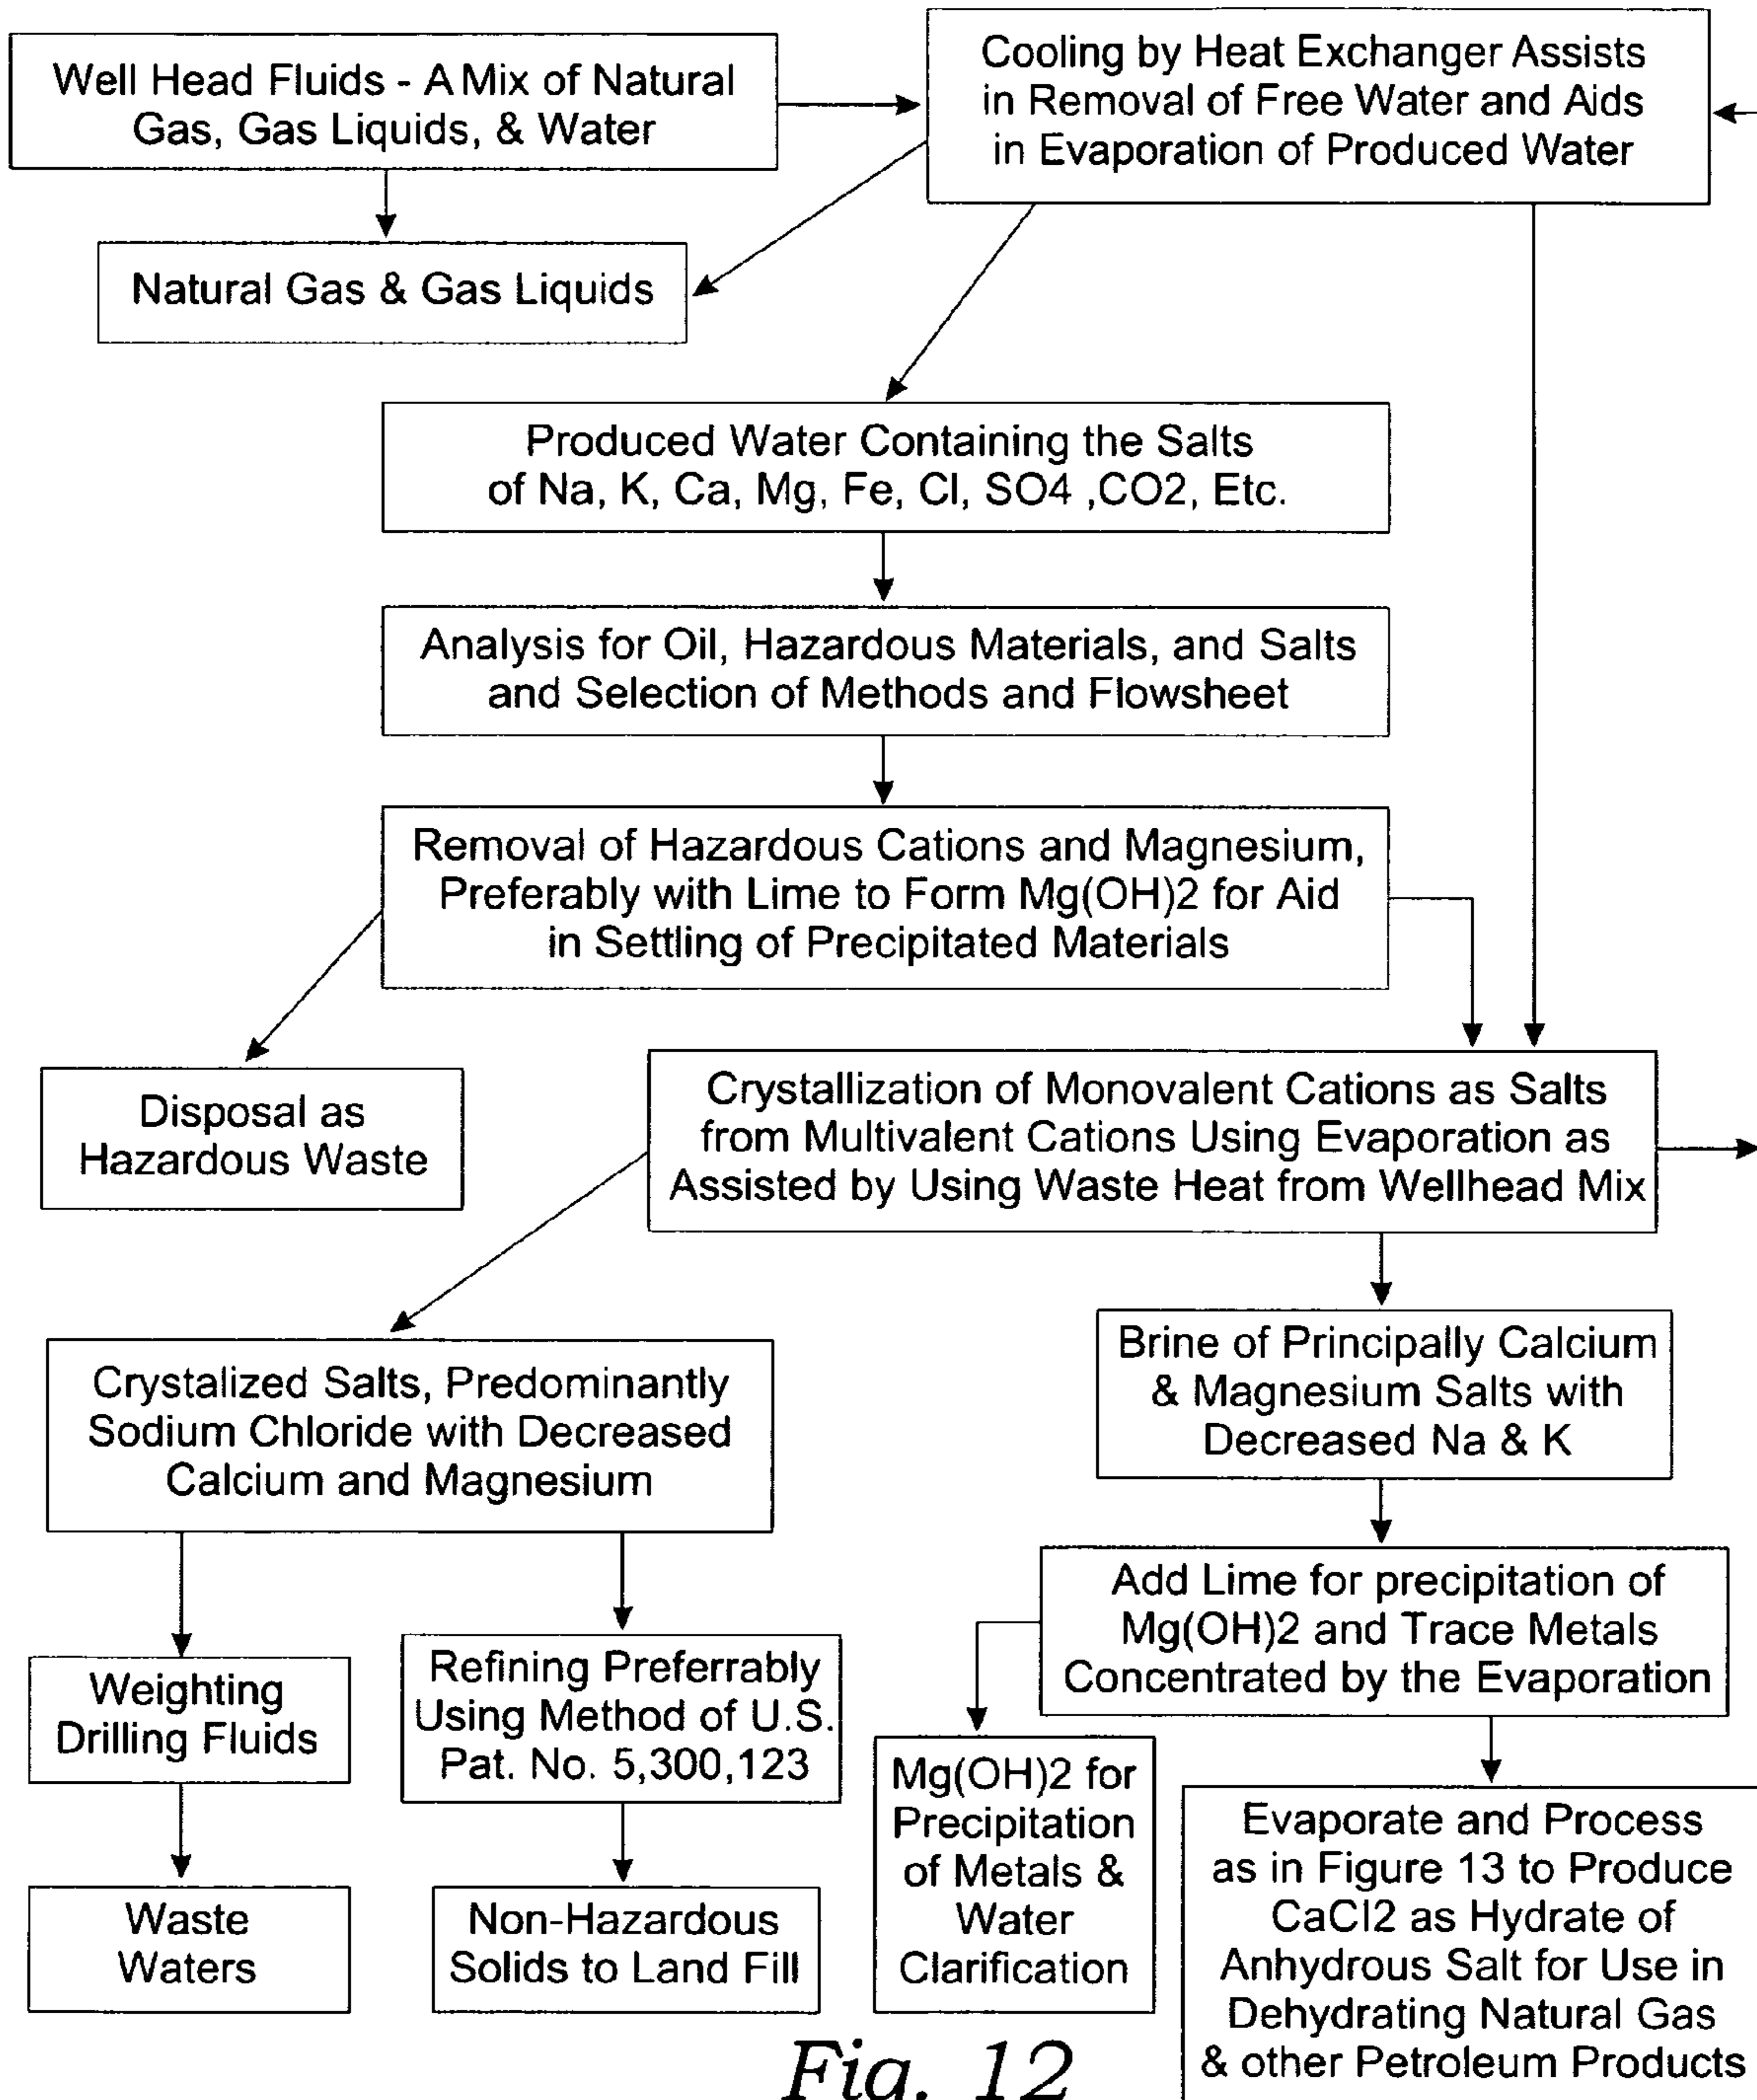 Well Head Fluids - A Mix of Natural
Gas, Gas Liquids, & Water
Cooling by Heat Exchanger Assists
in Removal of Free Water and Aids
in Evaporation of Produced Water
Natural Gas & Gas Liquids
Produced Water Containing the Salts
of Na, K, Ca, Mg, Fe, Cl, SO4 ,CO2, Etc.
Analysis for Oil, Hazardous Materials, and Salts
and Selection of Methods and Flowsheet
Removal of Hazardous Cations and Magnesium,
Preferably with Lime to Form Mg(OH)2 for Aid
in Settling of Precipitated Materials
Disposal as
Hazardous Waste
Crystallization of Monovalent Cations as Salts
from Multivalent Cations Using Evaporation as
Assisted by Using Waste Heat from Wellhead Mix
Crystalized Salts, Predominantly
Sodium Chloride with Decreased
Calcium and Magnesium
Brine of Principally Calcium
& Magnesium Salts with
Decreased Na & K
Add Lime for precipitation of
Mg(OH)2 and Trace Metals
Concentrated by the Evaporation
Weighting
Drilling Fluids
Refining Preferrably
Using Method of U.S.
Pat. No. 5,300,123
Mg(OH)2 for
Precipitation
of Metals &
Water
Clarification
Evaporate and Process
as in Figure 13 to Produce
CaCl2 as Hydrate of
Anhydrous Salt for Use in
Dehydrating Natural Gas
& other Petroleum Products
Waste
Waters
Non-Hazardous
Solids to Land Fill
Fig. 12